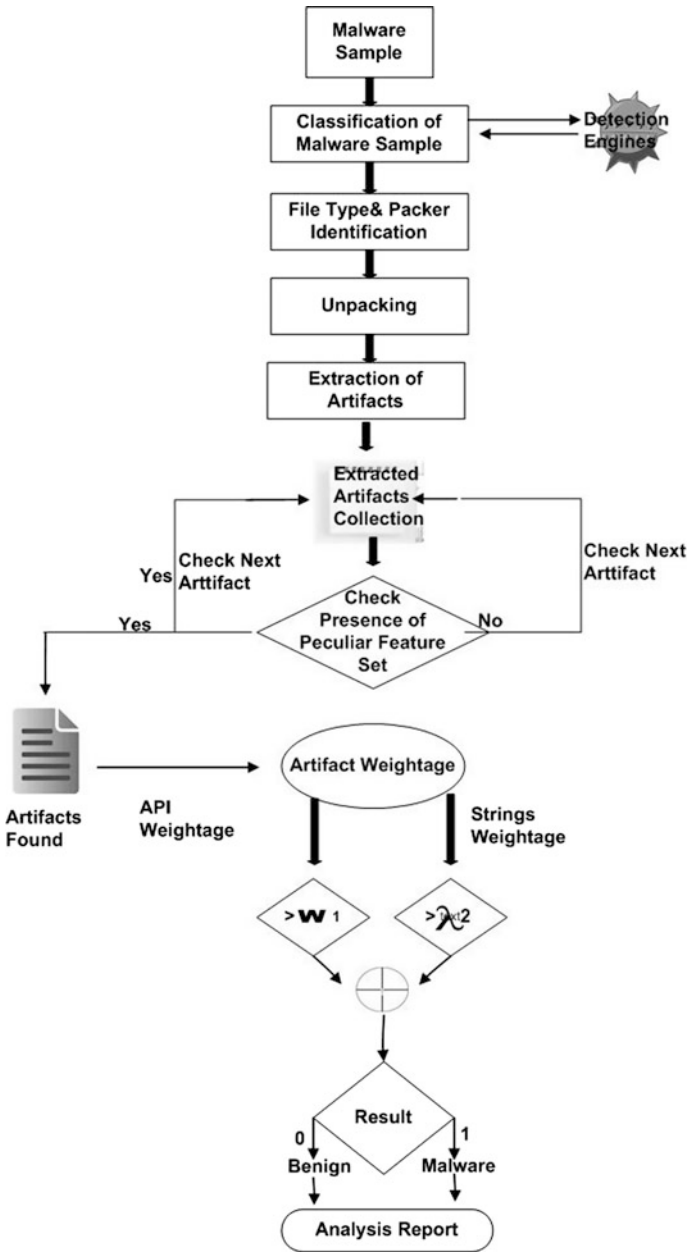 Malware
Sample
Classification of
Malware Sample
Detection
Engines
File Type& Packer
Identification
Unpacking
Extraction of
Artifacts
Extracted
Artifacts
Collection
Yes
Check Next
Arttifact
Check Next
Arttifact
Check
Presence of
Peculiar Feature
Set
Yes
No
Artifacts
Found
API
Weightage
Artifact Weightage
Strings
Weightage
> w 1
> λ 2
Result
0
Benign
1
Malware
Analysis Report